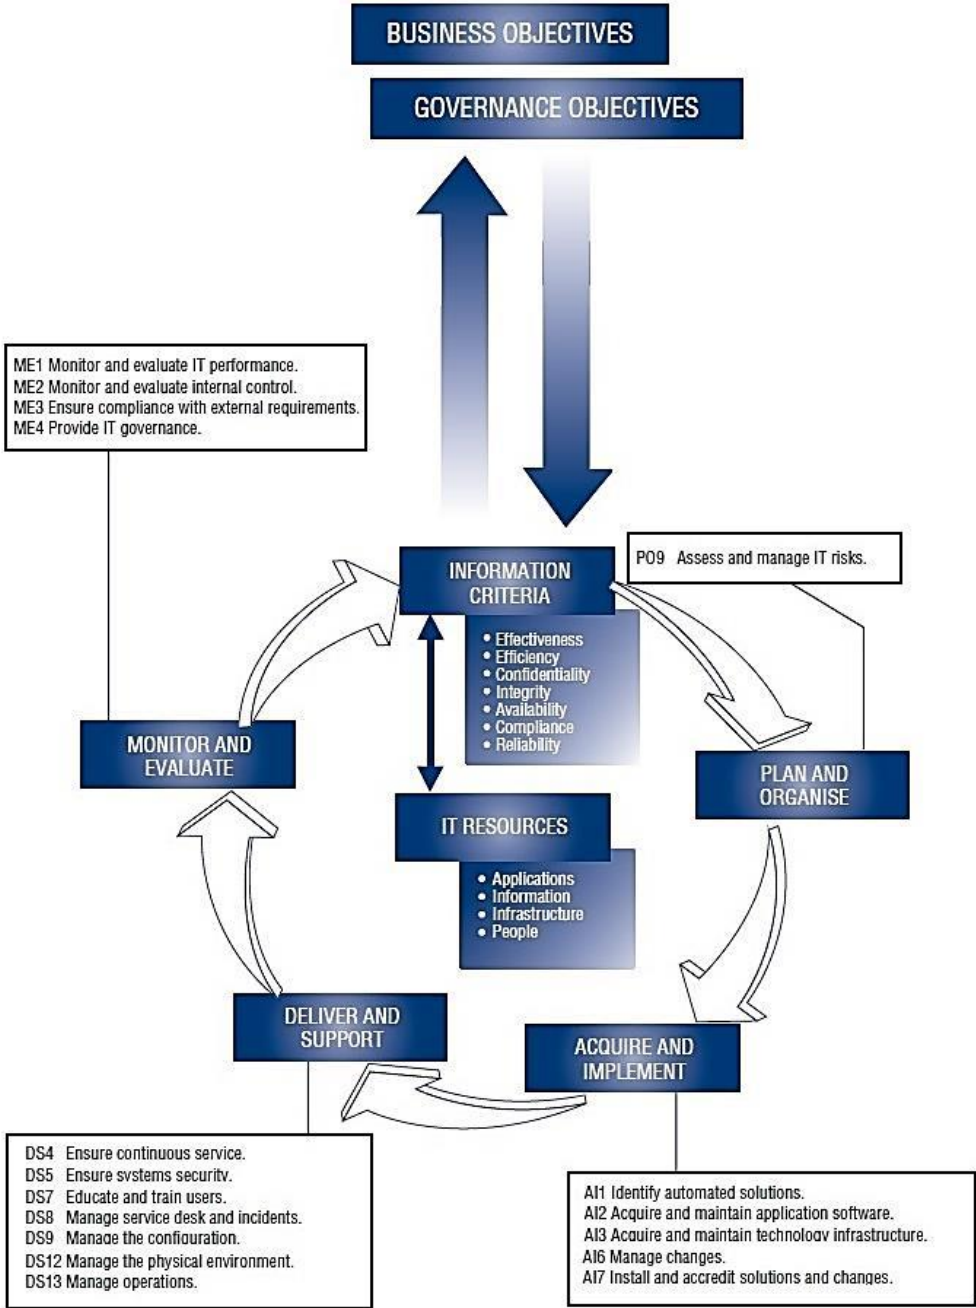 BUSINESS OBJECTIVES
GOVERNANCE OBJECTIVES
ME1 Monitor and evaluate IT performance.
ME2 Monitor and evaluate internal control.
ME3 Ensure compliance with external requirements.
ME4 Provide IT governance.
PO9 Assess and manage IT risks.
INFORMATION
CRITERIA
• Effectiveness
• Efficiency
• Confidentiality
• Integrity
• Availability
• Compliance
• Reliability
MONITOR AND
EVALUATE
PLAN AND
ORGANISE
IT RESOURCES
• Applications
• Information
• Infrastructure
• People
DELIVER AND
SUPPORT
ACQUIRE AND
IMPLEMENT
DS4 Ensure continuous service.
DS5 Ensure systems security.
DS7 Educate and train users.
DS8 Manage service desk and incidents.
DS9 Manage the configuration.
DS12 Manage the physical environment.
DS13 Manage operations.
AI1 Identify automated solutions.
AI2 Acquire and maintain application software.
AI3 Acquire and maintain technology infrastructure.
AI6 Manage changes.
AI7 Install and accredit solutions and changes.